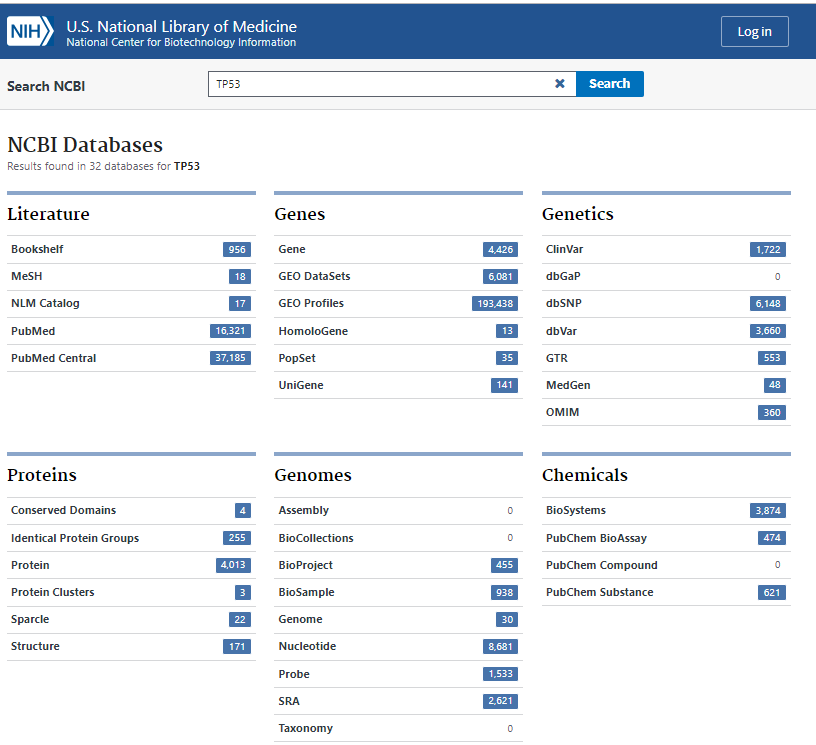 NIH
U.S. National Library of Medicine
National Center for Biotechnology Information
Log in
Search NCBI
TP53
Search
NCBI Databases
Results found in 32 databases for TP53
Literature
Bookshelf 956
MeSH 18
NLM Catalog 17
PubMed 16,321
PubMed Central 37,185
Genes
Gene 4,426
GEO DataSets 6,081
GEO Profiles 193,438
HomoloGene 13
PopSet 35
UniGene 141
Genetics
ClinVar 1,722
dbGaP 0
dbSNP 6,148
dbVar 3,660
GTR 553
MedGen 48
OMIM 360
Proteins
Conserved Domains 4
Identical Protein Groups 255
Protein 4,013
Protein Clusters 3
Sparcle 22
Structure 171
Genomes
Assembly 0
BioCollections 0
BioProject 455
BioSample 938
Genome 30
Nucleotide 8,681
Probe 1,533
SRA 2,621
Taxonomy 0
Chemicals
BioSystems 3,874
PubChem BioAssay 474
PubChem Compound 0
PubChem Substance 621